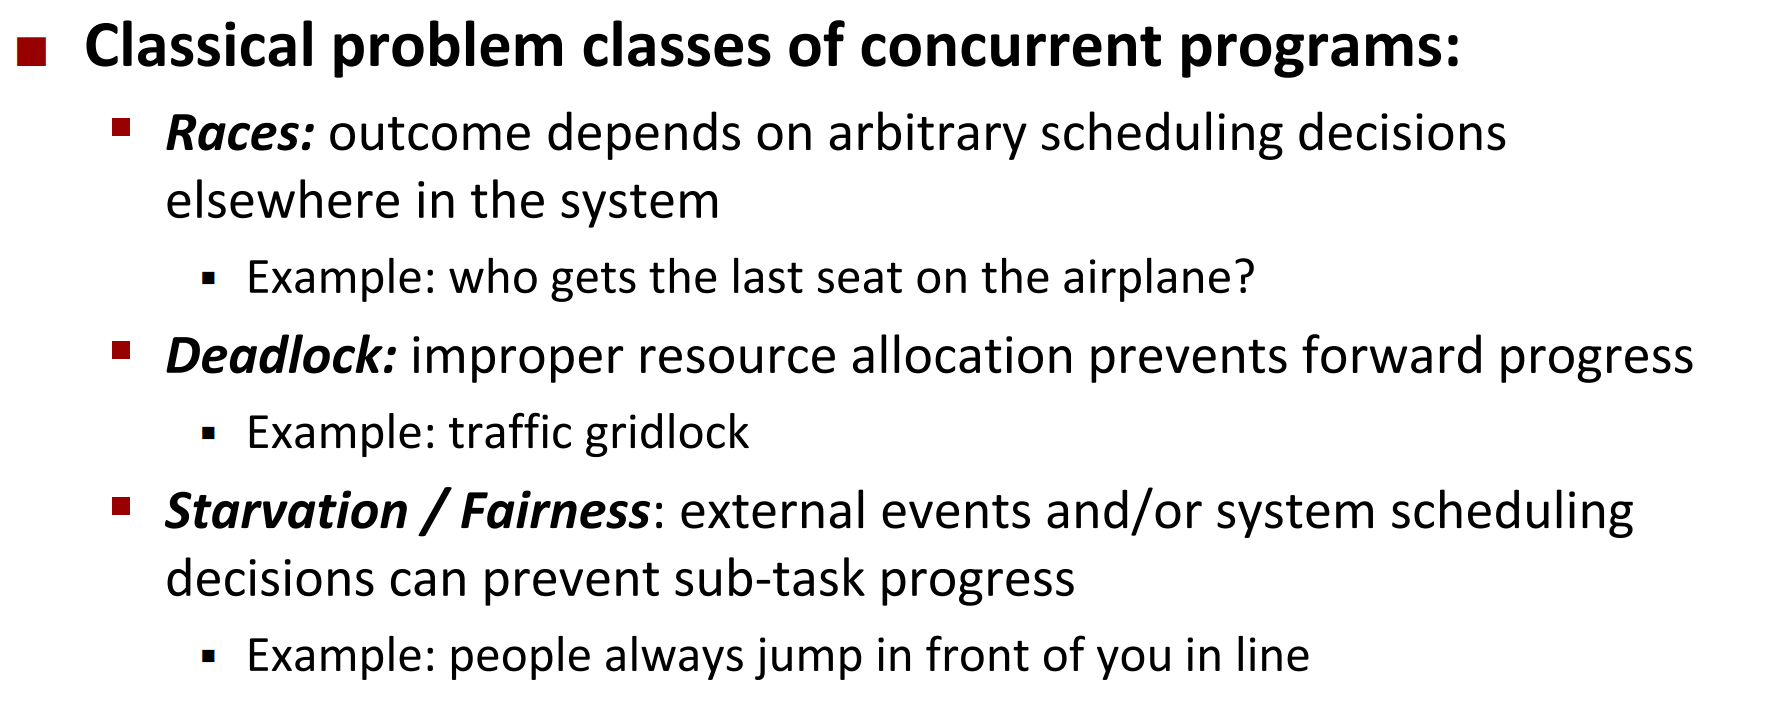 Classical problem classes of concurrent programs:
Races: outcome depends on arbitrary scheduling decisions
elsewhere in the system
Example: who gets the last seat on the airplane?
Deadlock: improper resource allocation prevents forward progress
Example: traffic gridlock
Starvation / Fairness: external events and/or system scheduling
decisions can prevent sub-task progress
Example: people always jump in front of you in line